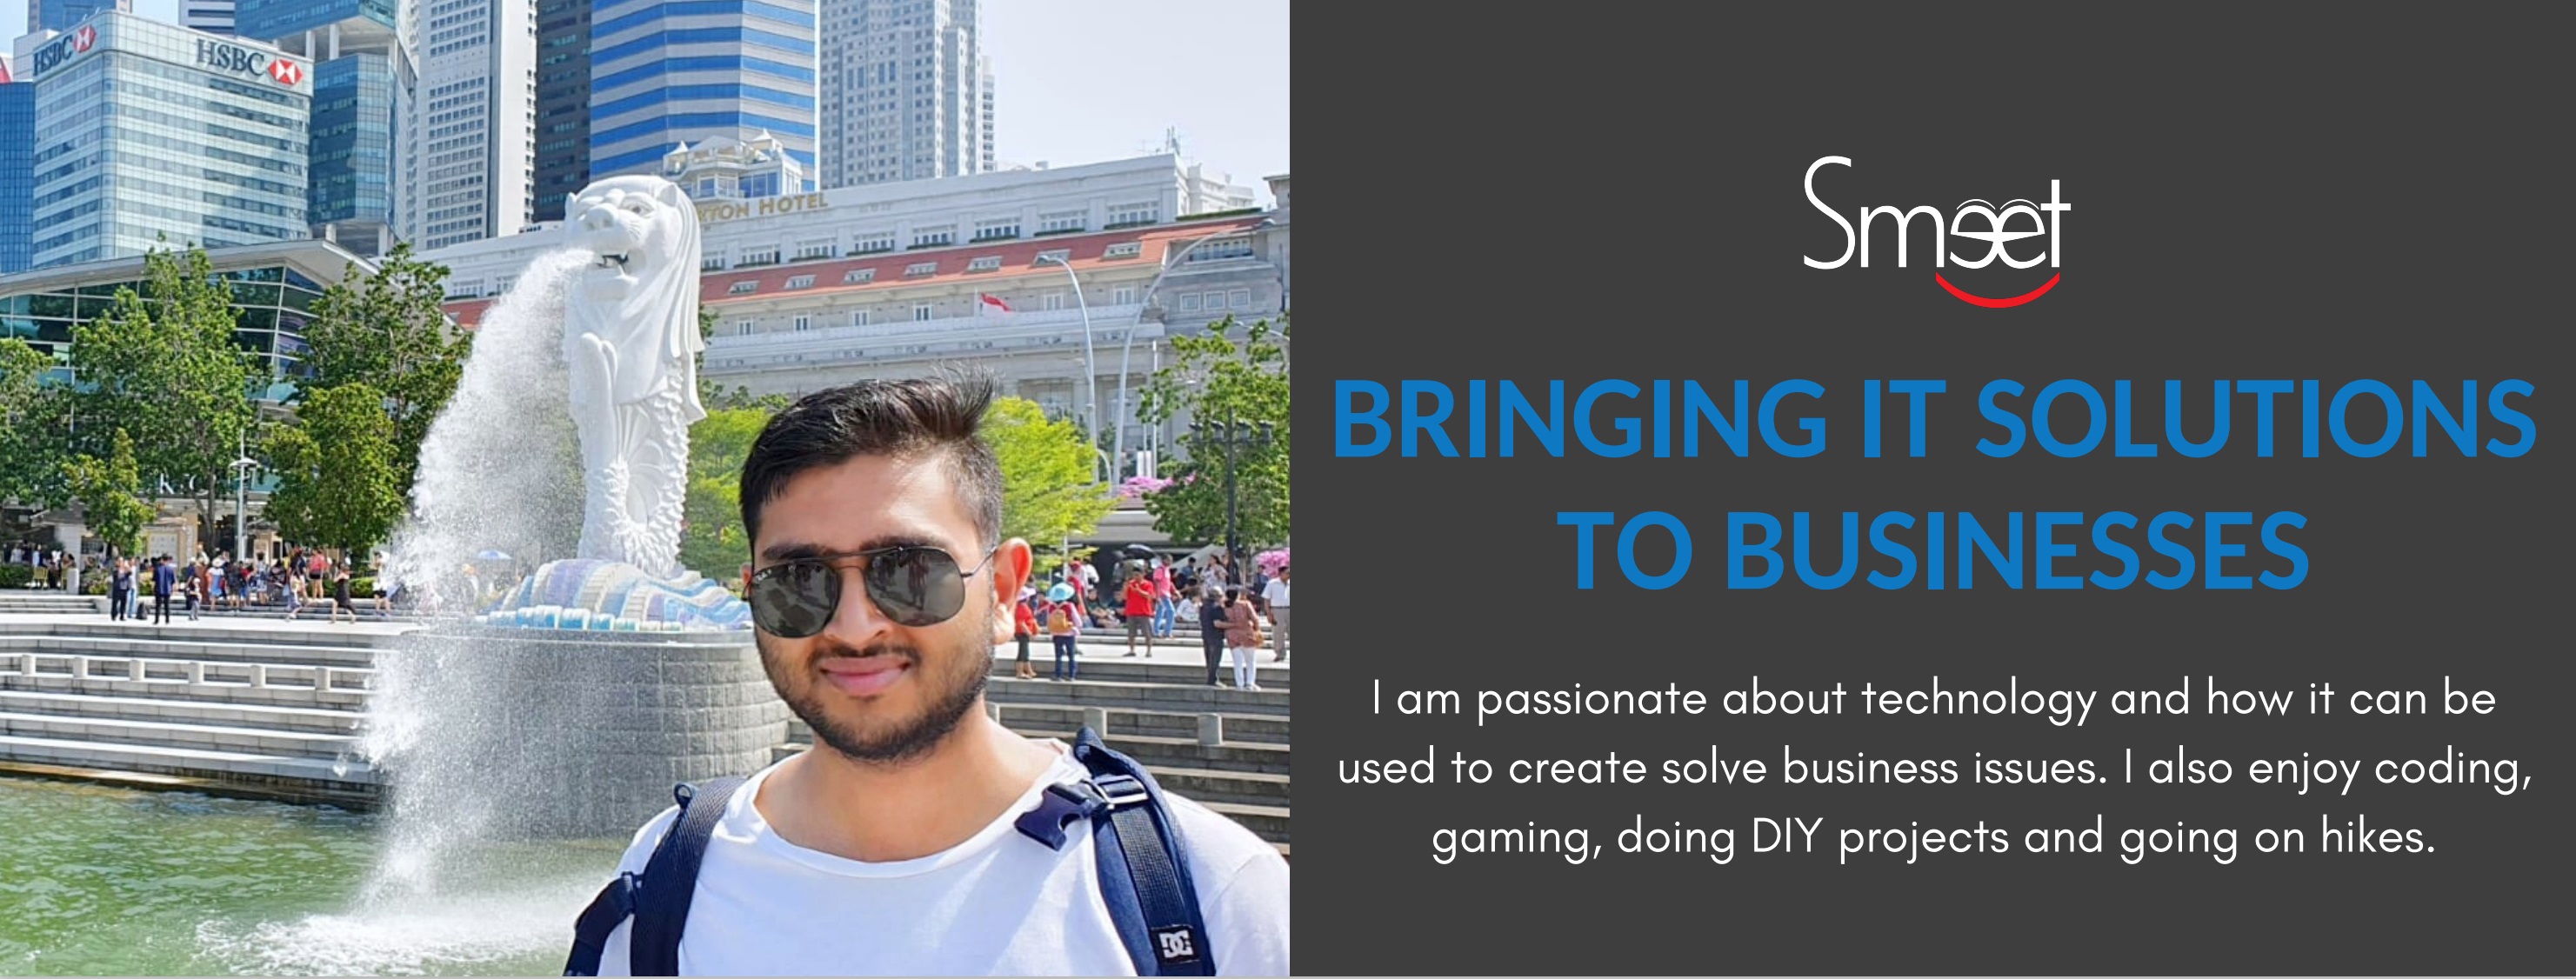 HSBC
HSBC
RTON HOTEL
Smeet
BRINGING IT SOLUTIONS
TO BUSINESSES
I am passionate about technology and how it can be
used to create solve business issues. I also enjoy coding,
gaming, doing DIY projects and going on hikes.
DC